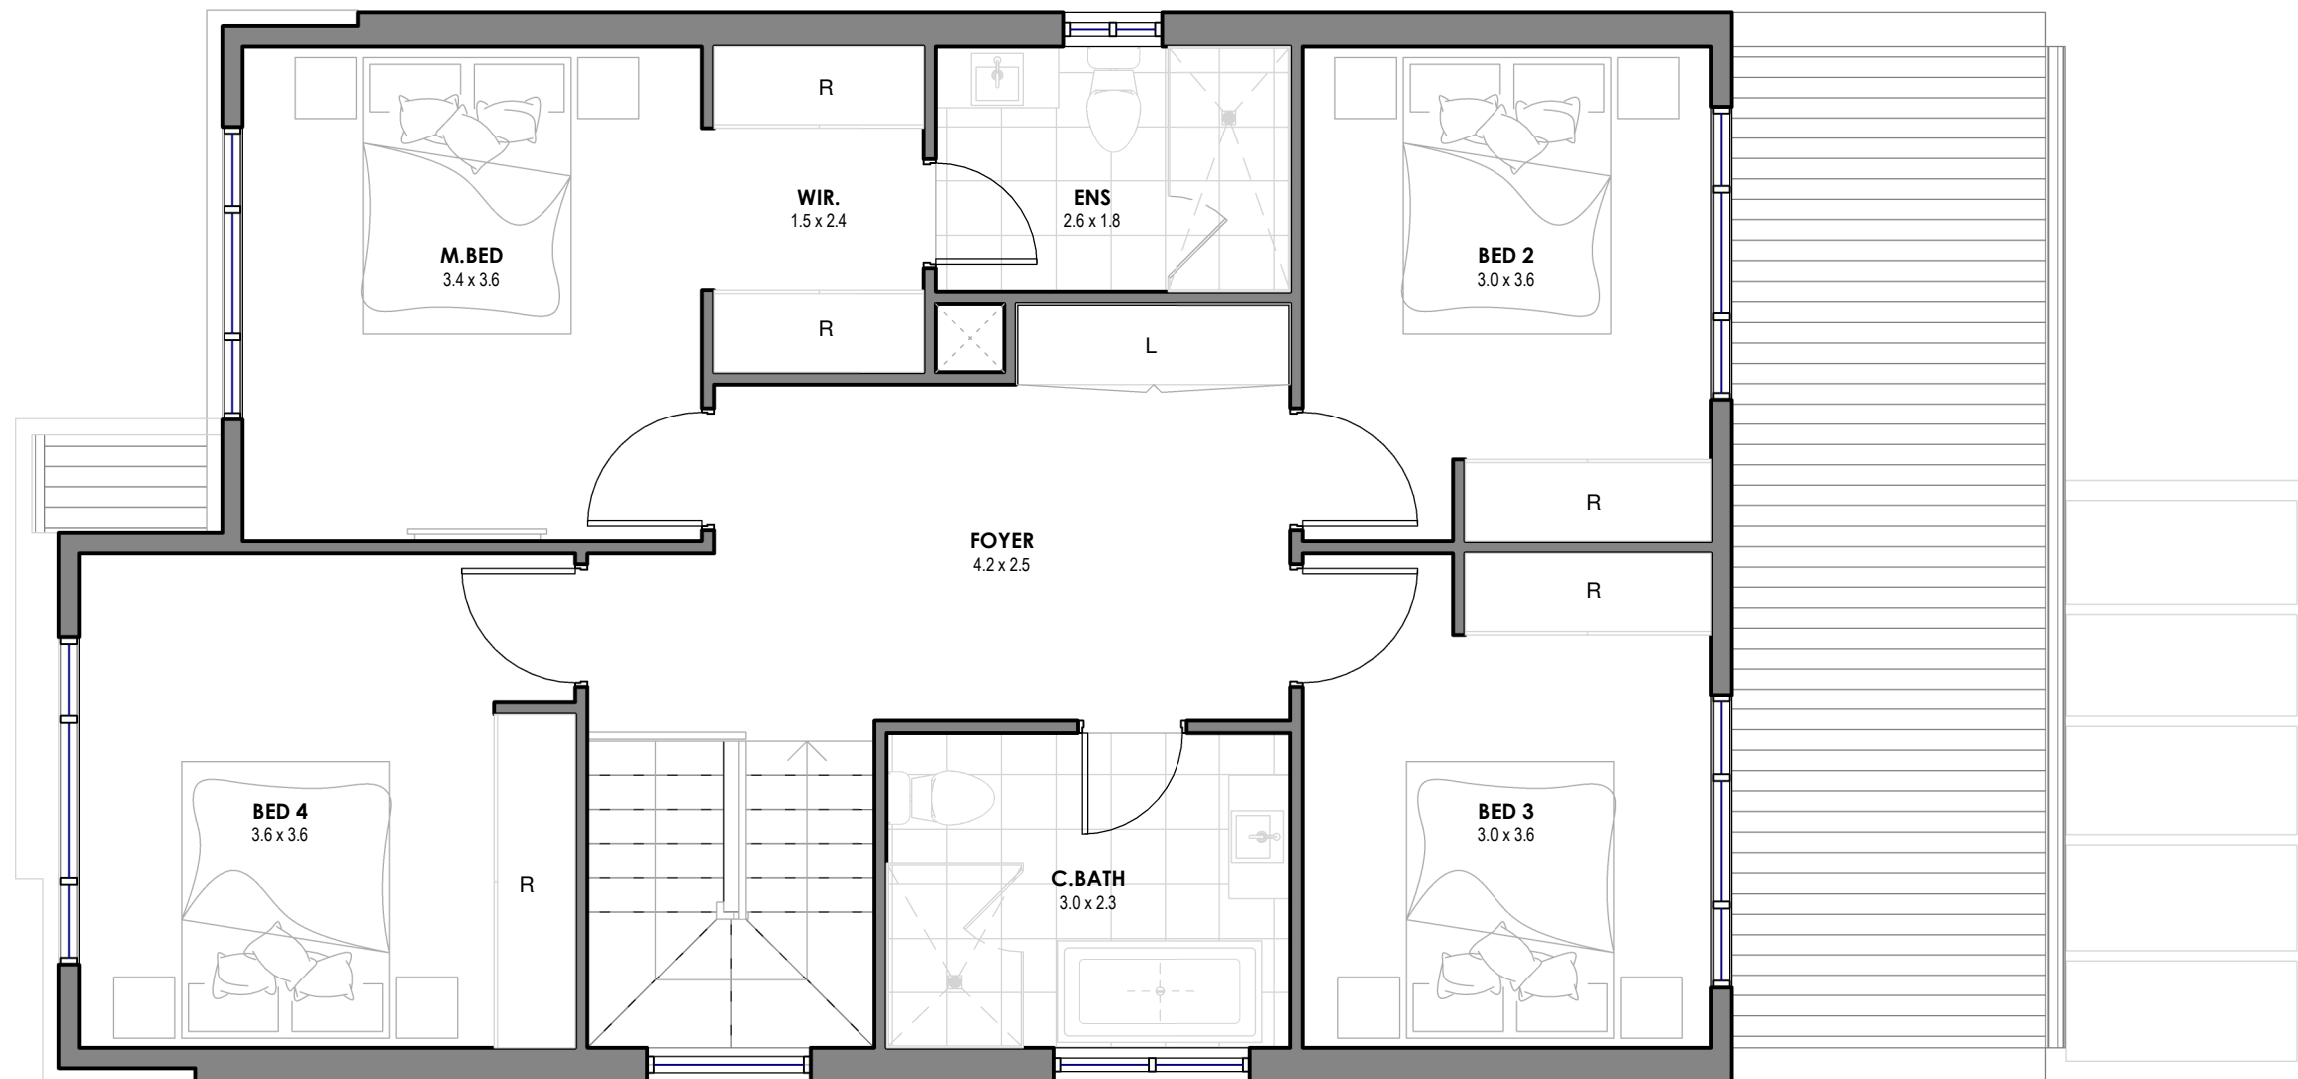 R
WIR.
1.5 x 2.4
ENS
2.6 x 1.8
M.BED
3.4 x 3.6
BED 2
3.0 x 3.6
R
L
R
FOYER
4.2 x 2.5
R
BED 4
3.6 x 3.6
R
C.BATH
3.0 x 2.3
BED 3
3.0 x 3.6